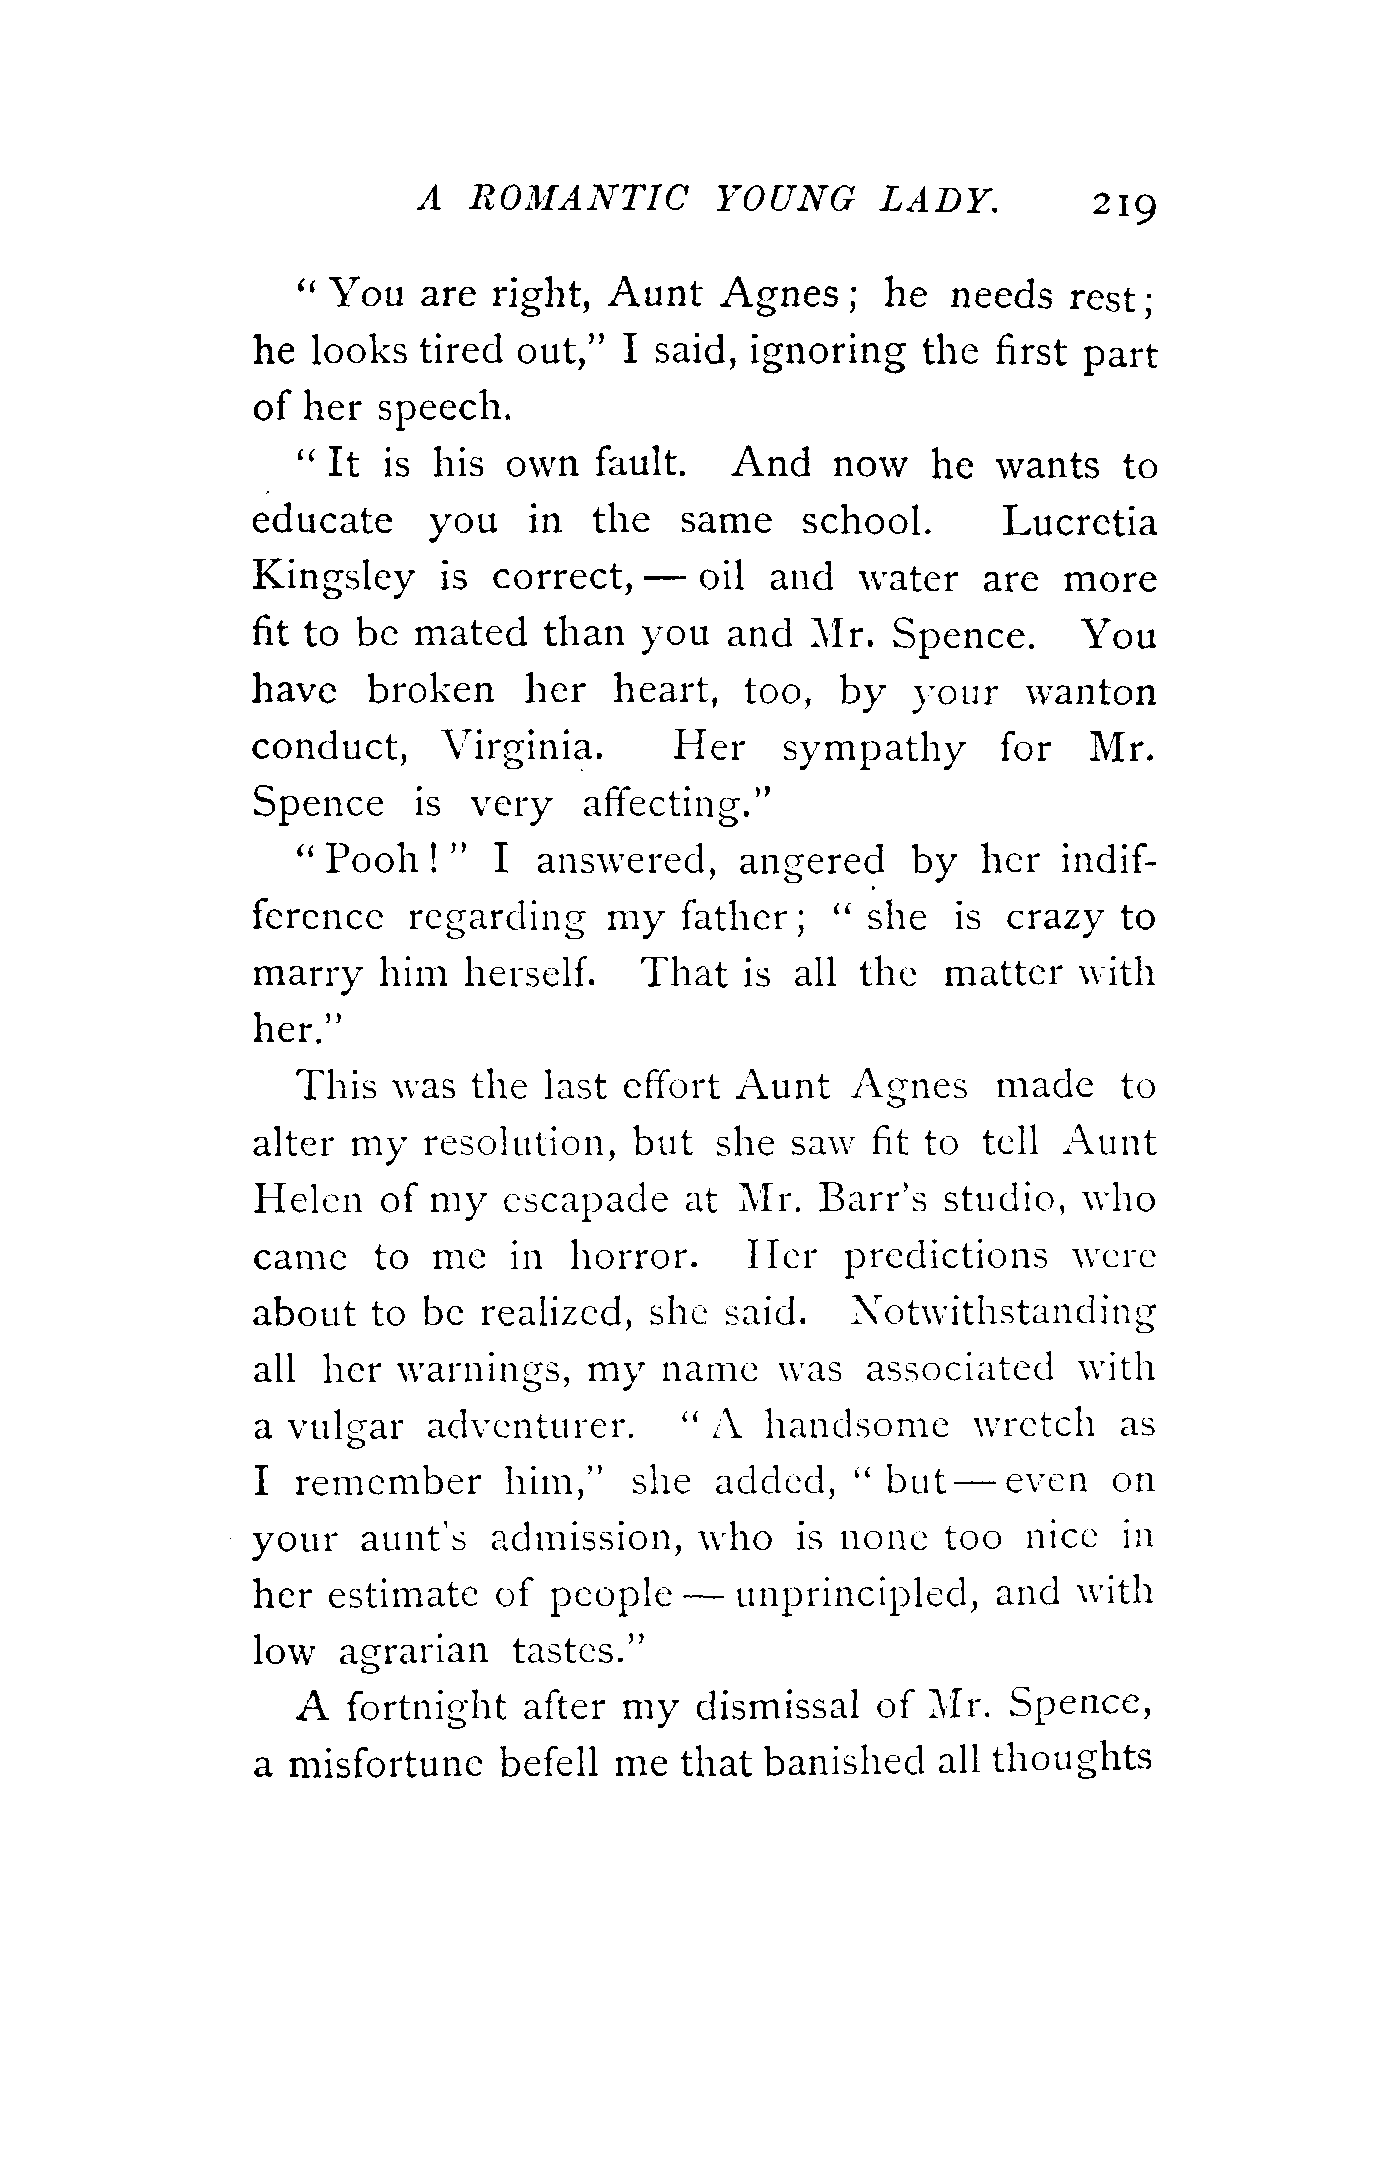 A ROMANTIC YOUNG LADY. 219
“ You are right, Aunt Agnes ; he needs rest ;
he looks tired out,” I said, ignoring the first part
of her speech.
“ It is his own fault. And now he wants to
educate you in the same school. Lucretia
Kingsley is correct, — oil and water are more
fit to be mated than you and Mr. Spence. You
have broken her heart, too, by your wanton
conduct, Virginia. Her sympathy for Mr.
Spence is very affecting.”
“ Pooh ! ” I answered, angered by her indif-
ference regarding my father ; “ she is crazy to
marry him herself. That is all the matter with
her.”
This was the last effort Aunt Agnes made to
alter my resolution, but she saw fit to tell Aunt
Helen of my escapade at Mr. Barr’s studio, who
came to me in horror. Her predictions were
about to be realized, she said. Notwithstanding
all her warnings, my name was associated with
a vulgar adventurer. “ A handsome wretch as
I remember him,” she added, “ but — even on
your aunt’s admission, who is none too nice in
her estimate of people — unprincipled, and with
low agrarian tastes.”
A fortnight after my dismissal of Mr. Spence,
a misfortune befell me that banished all thoughts